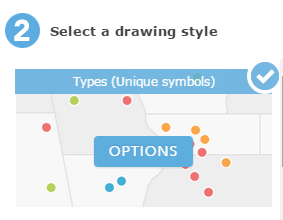 2 Select a drawing style
Types (Unique symbols)
OPTIONS